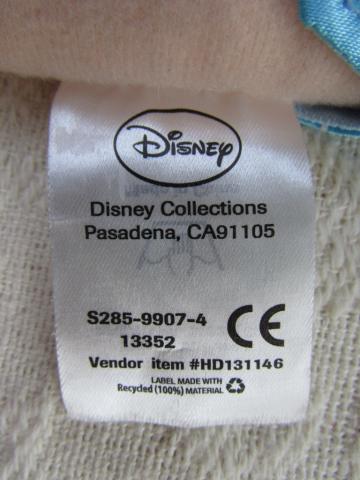 Disney
Disney Collections
Pasadena, CA91105
S285-9907-4
13352
CE
Vendor item #HD131146
LABEL MADE WITH
Recycled (100%) MATERIAL